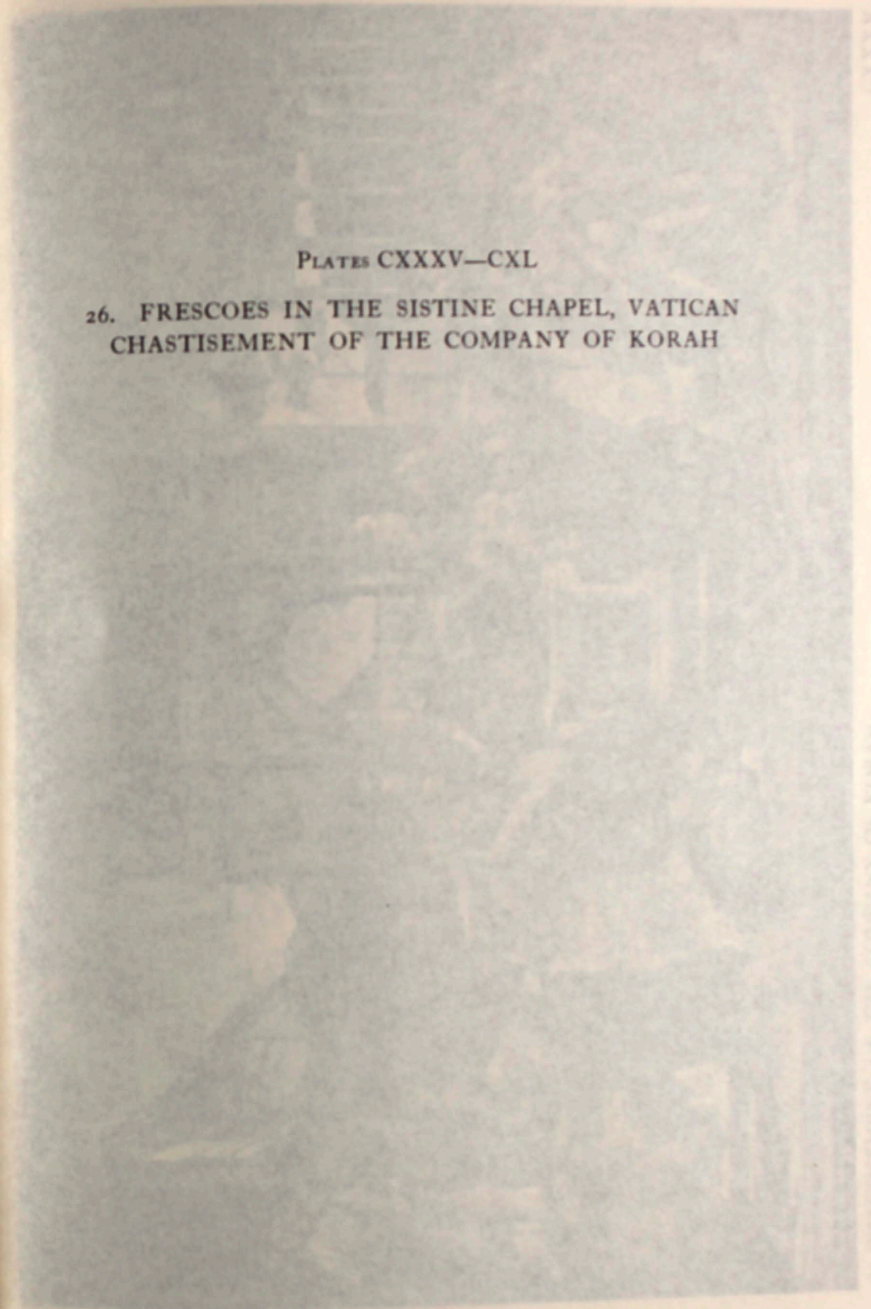 Plates CXXXV—CXL
26. FRESCOES IN THE SISTINE CHAPEL, VATICAN
CHASTISEMENT OF THE COMPANY OF KORAH